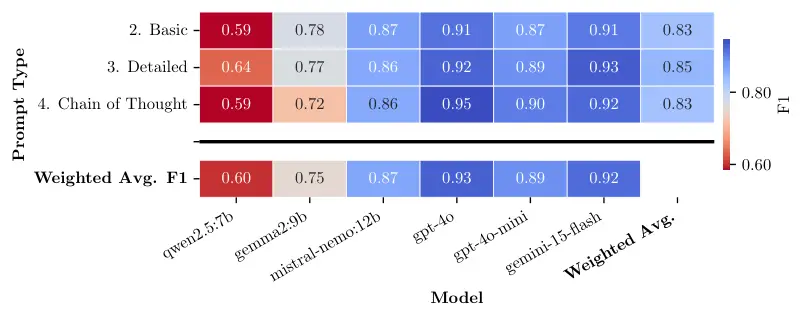 2. Basic 0.59 0.78 0.87 0.91 0.87 0.91 0.83
3. Detailed 0.64 0.77 0.86 0.92 0.89 0.93 0.85
4. Chain of Thought 0.59 0.72 0.86 0.95 0.90 0.92 0.83
Weighted Avg. F1 0.60 0.75 0.87 0.93 0.89 0.92
Prompt Type
qwen2.5:7b gemma2:9b mistral-nemo:12b gpt-4o gpt-4o-mini gemini-15-flash Weighted Avg.
Model
0.80
0.60
F1